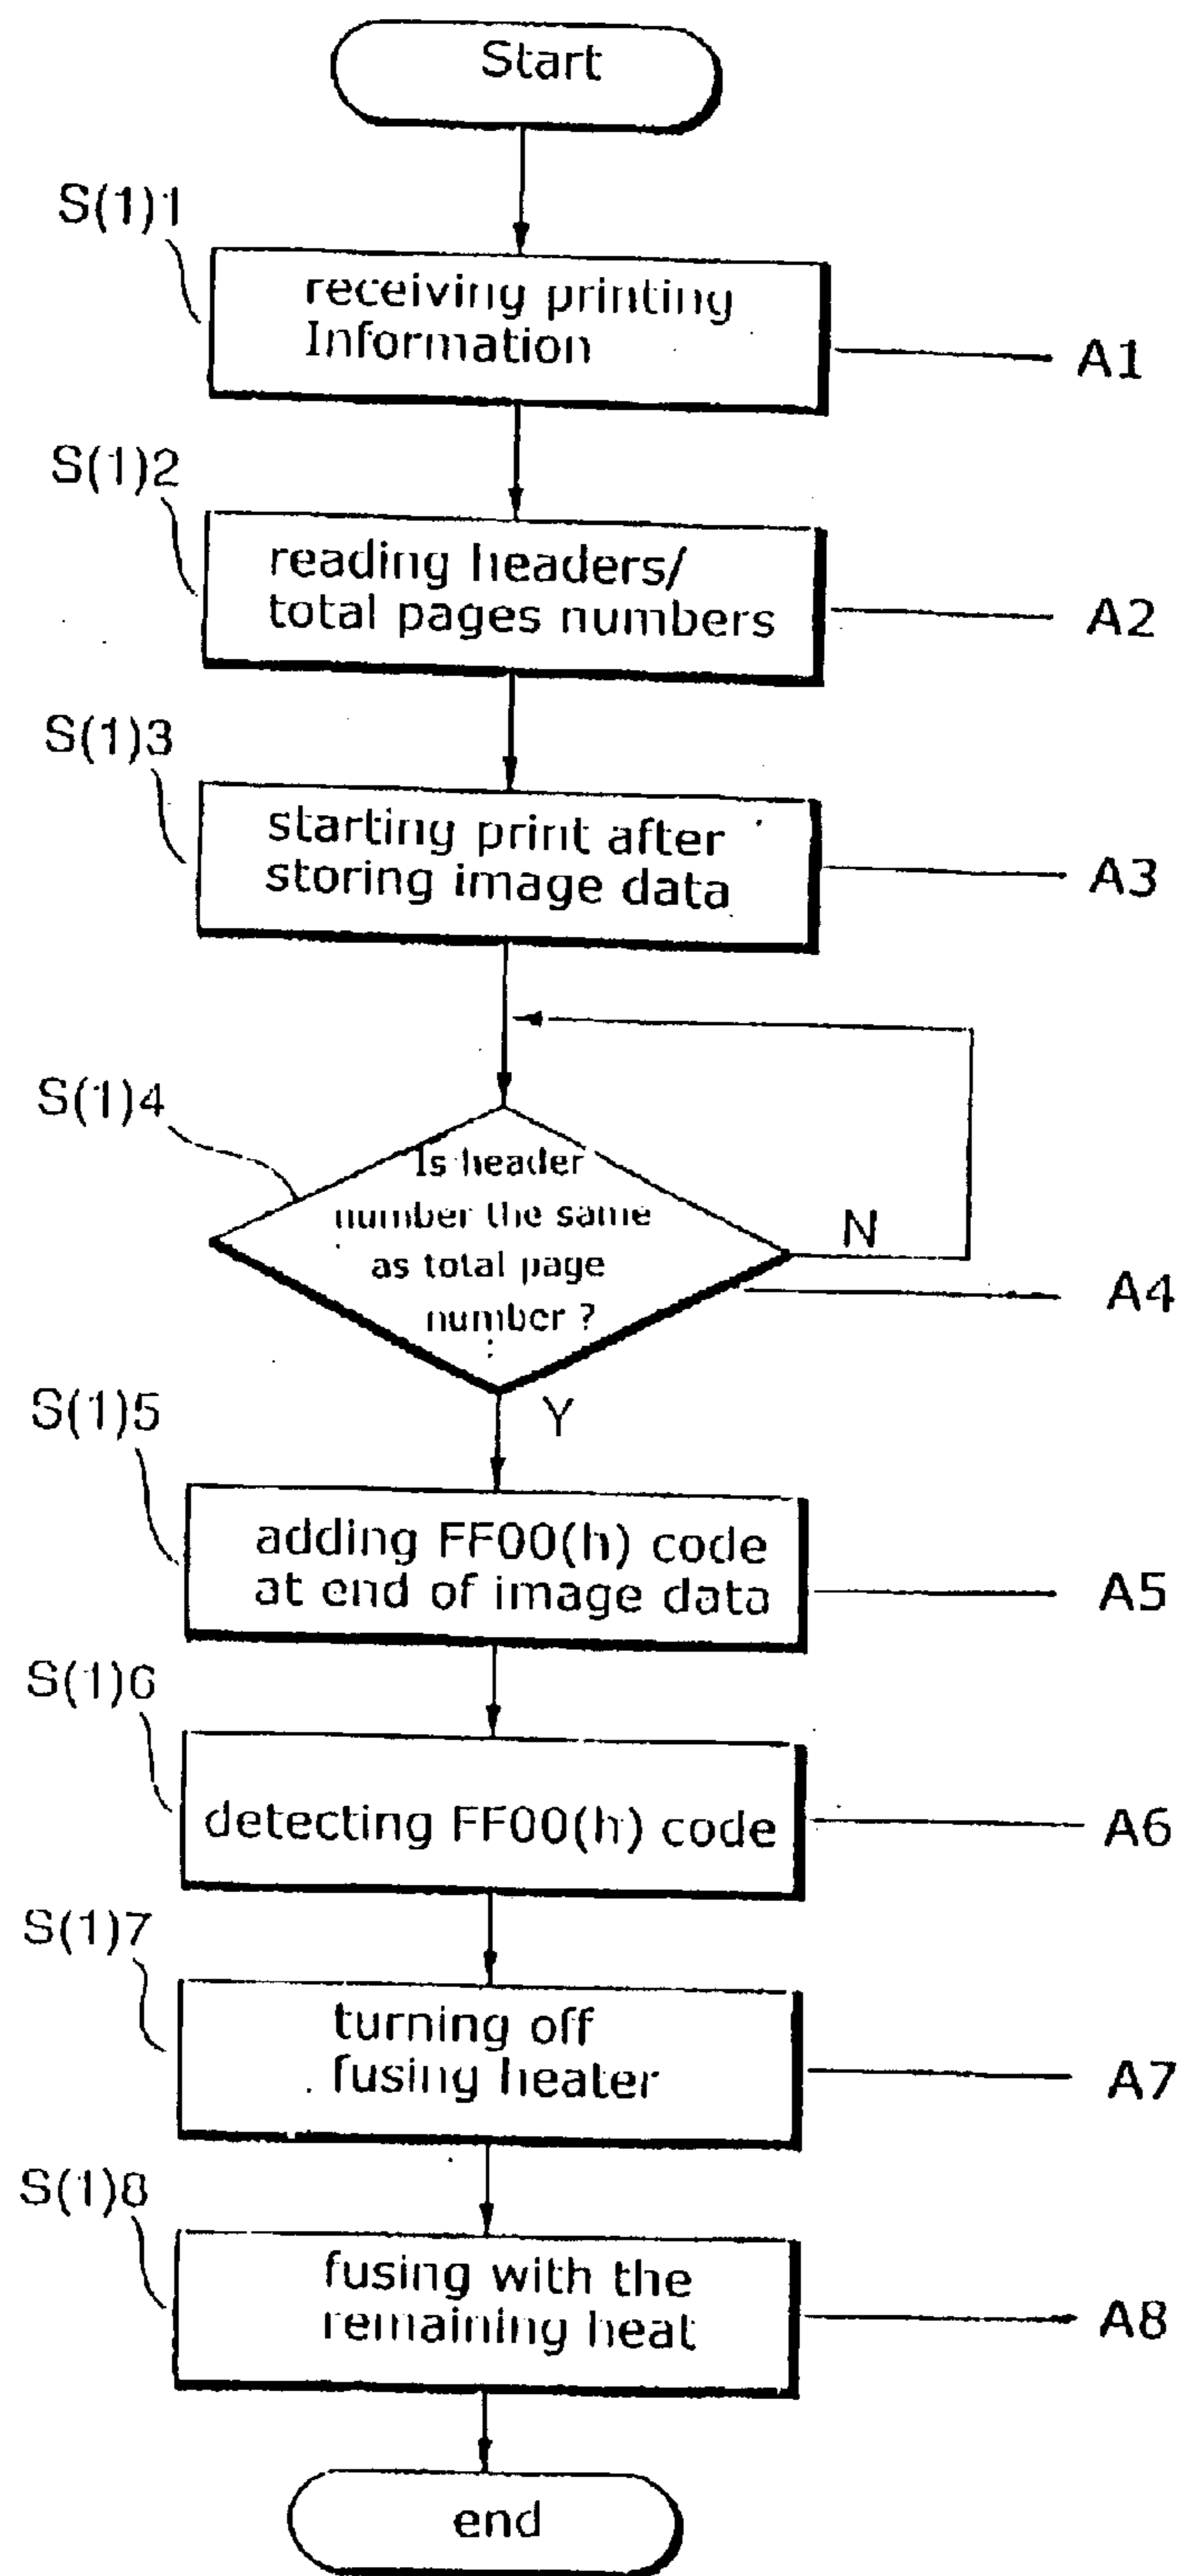 Start
S(1)1
receiving printing
Information
A1
S(1)2
reading headers/
total pages numbers
A2
S(1)3
starting print after
storing image data
A3
S(1)4
Is header
number the same
as total page
number ?
N
A4
Y
S(1)5
adding FF00(h) code
at end of image data
A5
S(1)6
detecting FF00(h) code
A6
S(1)7
turning off
fusing heater
A7
S(1)8
fusing with the
remaining heat
A8
end